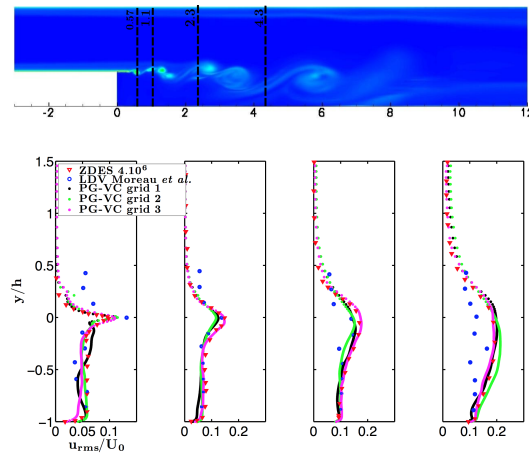 0.57
1.1
2.3
4.3
-2 0 2 4 6 8 10 12
ZDES 4.10⁶
LDV Moreau et al.
PG-VC grid 1
PG-VC grid 2
PG-VC grid 3
1.5
1
0.5
0
-0.5
-1
y/h
0 0.05 0.1 0 0.1 0.2 0 0.1 0.2 0 0.1 0.2
u_rms/U_0